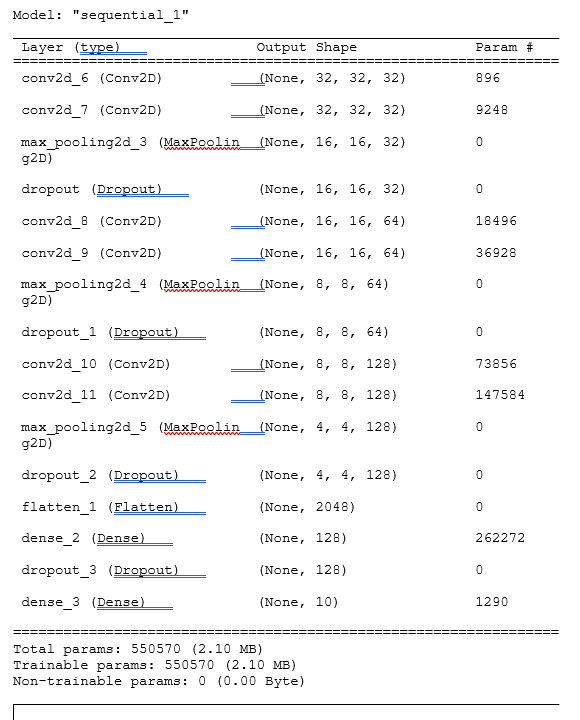 Model: "sequential_1"
Layer (type) Output Shape Param #
=================================================================
conv2d_6 (Conv2D) (None, 32, 32, 32) 896
conv2d_7 (Conv2D) (None, 32, 32, 32) 9248
max_pooling2d_3 (MaxPoolin (None, 16, 16, 32) 0
g2D)
dropout (Dropout) (None, 16, 16, 32) 0
conv2d_8 (Conv2D) (None, 16, 16, 64) 18496
conv2d_9 (Conv2D) (None, 16, 16, 64) 36928
max_pooling2d_4 (MaxPoolin (None, 8, 8, 64) 0
g2D)
dropout_1 (Dropout) (None, 8, 8, 64) 0
conv2d_10 (Conv2D) (None, 8, 8, 128) 73856
conv2d_11 (Conv2D) (None, 8, 8, 128) 147584
max_pooling2d_5 (MaxPoolin (None, 4, 4, 128) 0
g2D)
dropout_2 (Dropout) (None, 4, 4, 128) 0
flatten_1 (Flatten) (None, 2048) 0
dense_2 (Dense) (None, 128) 262272
dropout_3 (Dropout) (None, 128) 0
dense_3 (Dense) (None, 10) 1290
=================================================================
Total params: 550570 (2.10 MB)
Trainable params: 550570 (2.10 MB)
Non-trainable params: 0 (0.00 Byte)